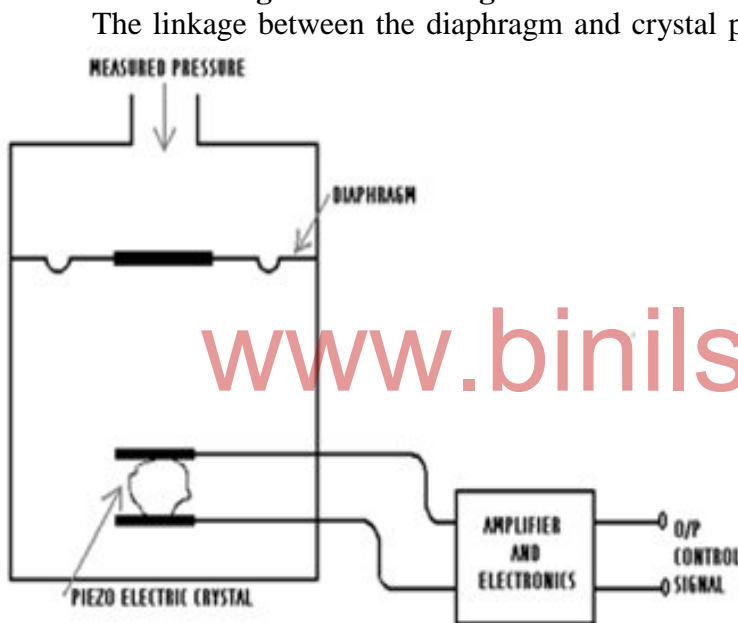 The linkage between the diaphragm and crystal p
MEASURED PRESSURE
DIAPHRAGM
www.binils
AMPLIFIER
AND
ELECTRONICS
O/P
CONTROL
SIGNAL
PIEZO ELECTRIC CRYSTAL